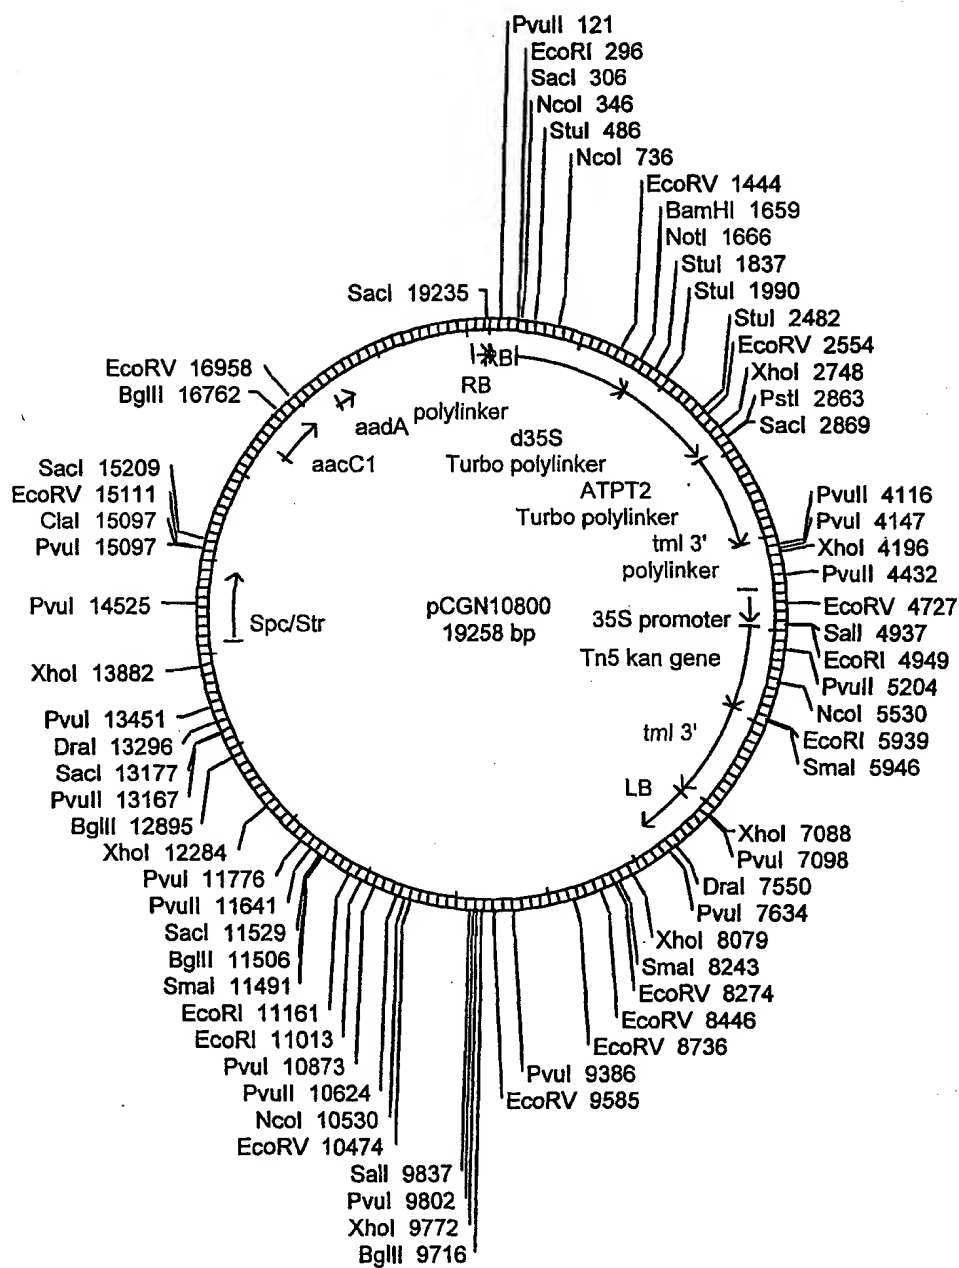 PvuII 121
EcoRI 296
SacI 306
NcoI 346
StuI 486
NcoI 736
EcoRV 1444
BamHI 1659
NotI 1666
StuI 1837
StuI 1990
StuI 2482
EcoRV 2554
XhoI 2748
PstI 2863
SacI 2869
PvuII 4116
PvuI 4147
XhoI 4196
PvuII 4432
EcoRV 4727
SalI 4937
EcoRI 4949
PvuII 5204
NcoI 5530
EcoRI 5939
SmaI 5946
XhoI 7088
PvuI 7098
DraI 7550
PvuI 7634
XhoI 8079
SmaI 8243
EcoRV 8274
EcoRV 8446
EcoRV 8736
PvuI 9386
EcoRV 9585
BglII 9716
XhoI 9772
PvuI 9802
SalI 9837
EcoRV 10474
NcoI 10530
PvuII 10624
PvuI 10873
EcoRI 11013
EcoRI 11161
SmaI 11491
BglII 11506
SacI 11529
PvuII 11641
PvuI 11776
XhoI 12284
BglII 12895
PvuII 13167
SacI 13177
DraI 13296
PvuI 13451
XhoI 13882
PvuI 14525
PvuI 15097
ClaI 15097
EcoRV 15111
SacI 15209
BglII 16762
EcoRV 16958
SacI 19235
RB
RB
polylinker
d35S
Turbo polylinker
ATPT2
Turbo polylinker
tml 3'
polylinker
35S promoter
Tn5 kan gene
tml 3'
LB
Spc/Str
aacC1
aadA
pCGN10800
19258 bp